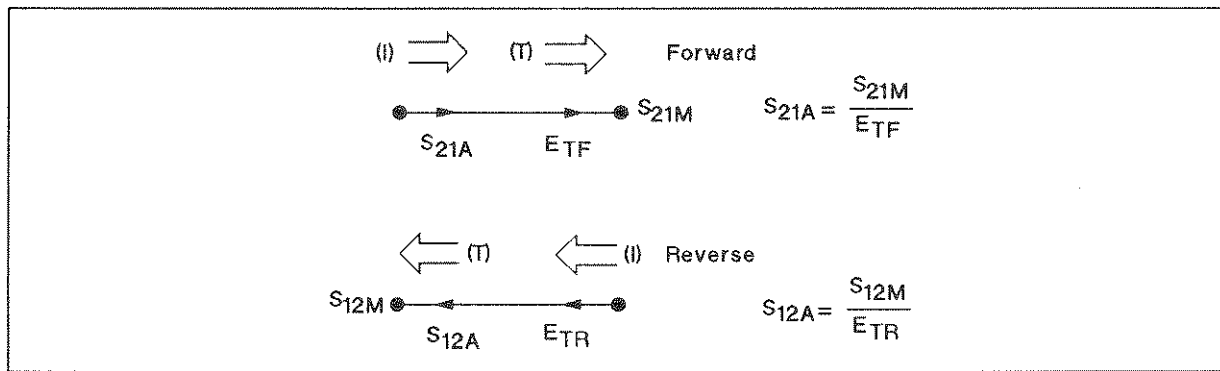 (I) (T) Forward
S21M
S21A = S21M / ETF
S21A ETF
(T) (I) Reverse
S12M
S12A = S12M / ETR
S12A ETR